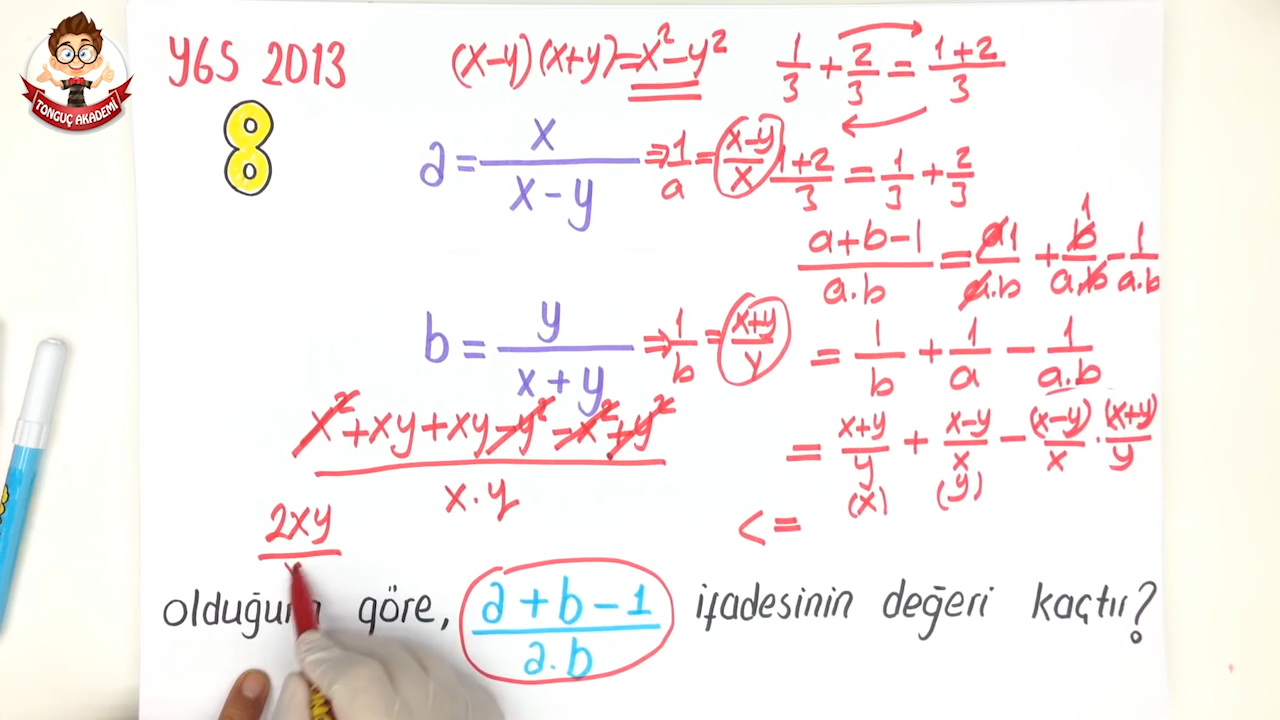 TONGUÇ AKADEMİ
YGS 2013
8
(x-y)(x+y)=x²-y²
1/3 + 2/3 = 1+2/3
a = x/x-y ⇒ 1/a = x-y/x
1+2/3 = 1/3 + 2/3
a+b-1/a.b = a1/a.b + b1/a.b - 1/a.b
b = y/x+y ⇒ 1/b = x+y/y
= 1/b + 1/a - 1/a.b
x²+xy+xy-y²-x²+y²/x.y
= x+y/y + x-y/x - (x-y)/x . (x+y)/y
(x) (y)
< =
2xy
olduğuna göre, a+b-1/a.b ifadesinin değeri kaçtır?